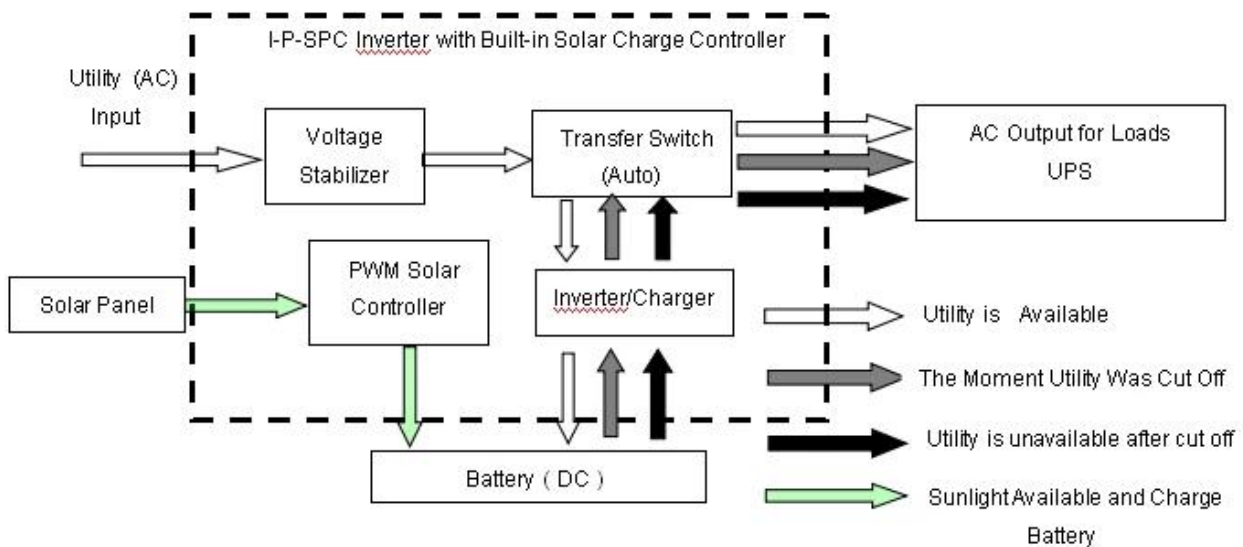 I-P-SPC Inverter with Built-in Solar Charge Controller
Utility (AC)
Input
Voltage
Stabilizer
Transfer Switch
(Auto)
AC Output for Loads
UPS
Solar Panel
PWM Solar
Controller
Inverter/Charger
Battery ( DC )
Utility is Available
The Moment Utility Was Cut Off
Utility is unavailable after cut off
Sunlight Available and Charge
Battery